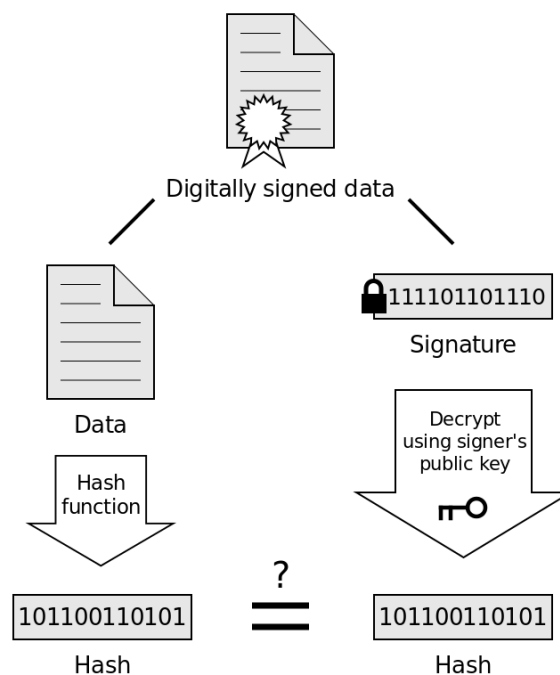 Digitally signed data
111101101110
Signature
Data
Decrypt
using signer's
public key
Hash
function
?
=
101100110101
101100110101
Hash
Hash